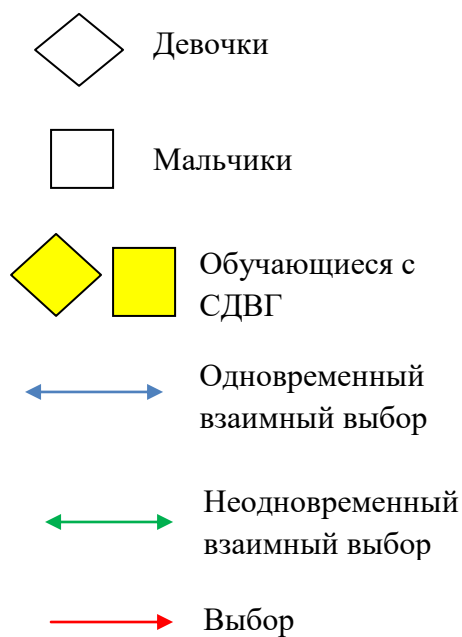 Девочки
Мальчики
Обучающиеся с
СДВГ
Одновременный
взаимный выбор
Неодновременный
взаимный выбор
Выбор